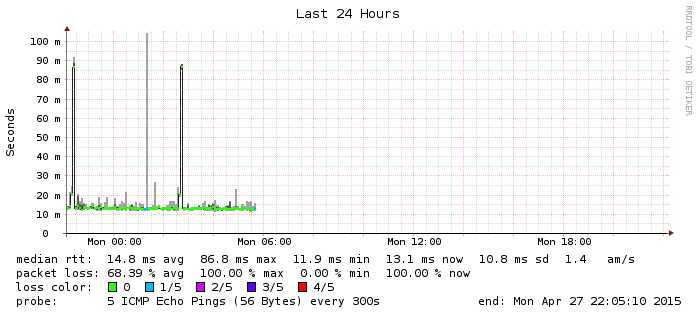 Last 24 Hours
RRDTOOL / TOBI OETIKER
Seconds
100 m
90 m
80 m
70 m
60 m
50 m
40 m
30 m
20 m
10 m
0
Mon 00:00 Mon 06:00 Mon 12:00 Mon 18:00
median rtt: 14.8 ms avg 86.8 ms max 11.9 ms min 13.1 ms now 10.8 ms sd 1.4 am/s
packet loss: 68.39 % avg 100.00 % max 0.00 % min 100.00 % now
loss color: 0 1/5 2/5 3/5 4/5
probe: 5 ICMP Echo Pings (56 Bytes) every 300s end: Mon Apr 27 22:05:10 2015